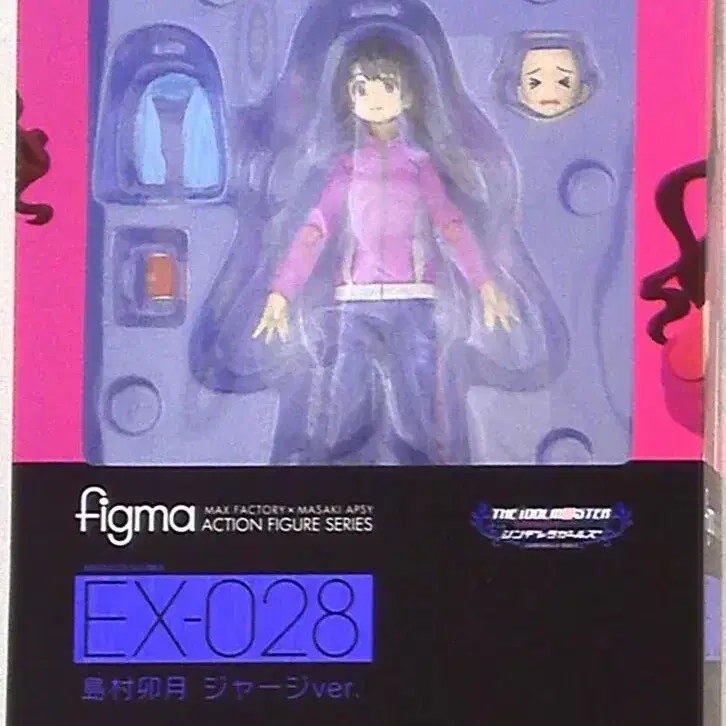 figma
MAX FACTORY × MASAKI APSY
ACTION FIGURE SERIES
THE IDOLM@STER
シンデレラガールズ
EX-028
島村卯月 ジャージver.